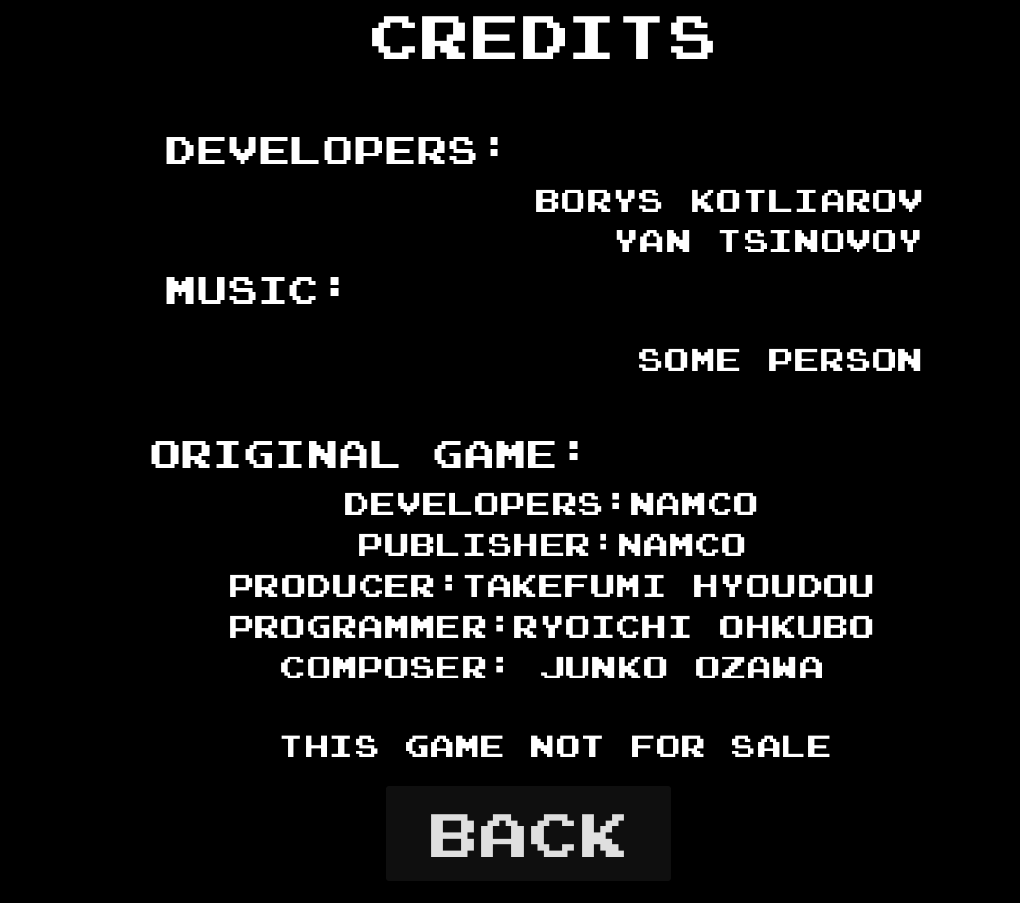 CREDITS
DEVELOPERS:
BORYS KOTLIAROV
YAN TSINOVOY
MUSIC:
SOME PERSON
ORIGINAL GAME:
DEVELOPERS:NAMCO
PUBLISHER:NAMCO
PRODUCER:TAKEFUMI HYOUDOU
PROGRAMMER:RYOICHI OHKUBO
COMPOSER: JUNKO OZAWA
THIS GAME NOT FOR SALE
BACK